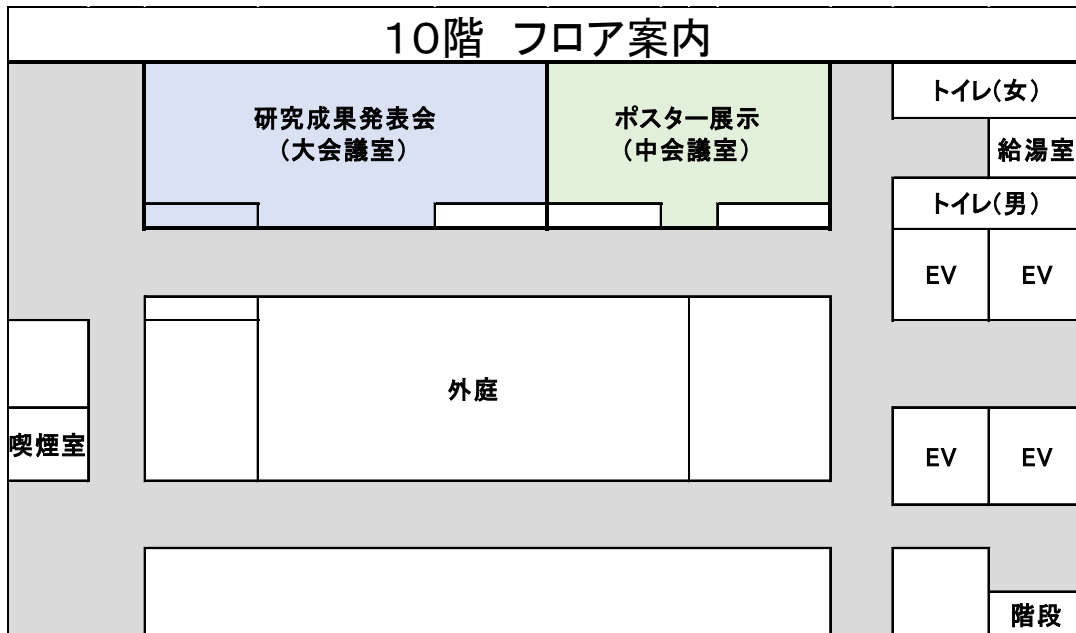 10階　フロア案内
研究成果発表会
（大会議室）
ポスター展示
（中会議室）
トイレ(女)
給湯室
トイレ(男)
EV
EV
外庭
喫煙室
EV
EV
階段